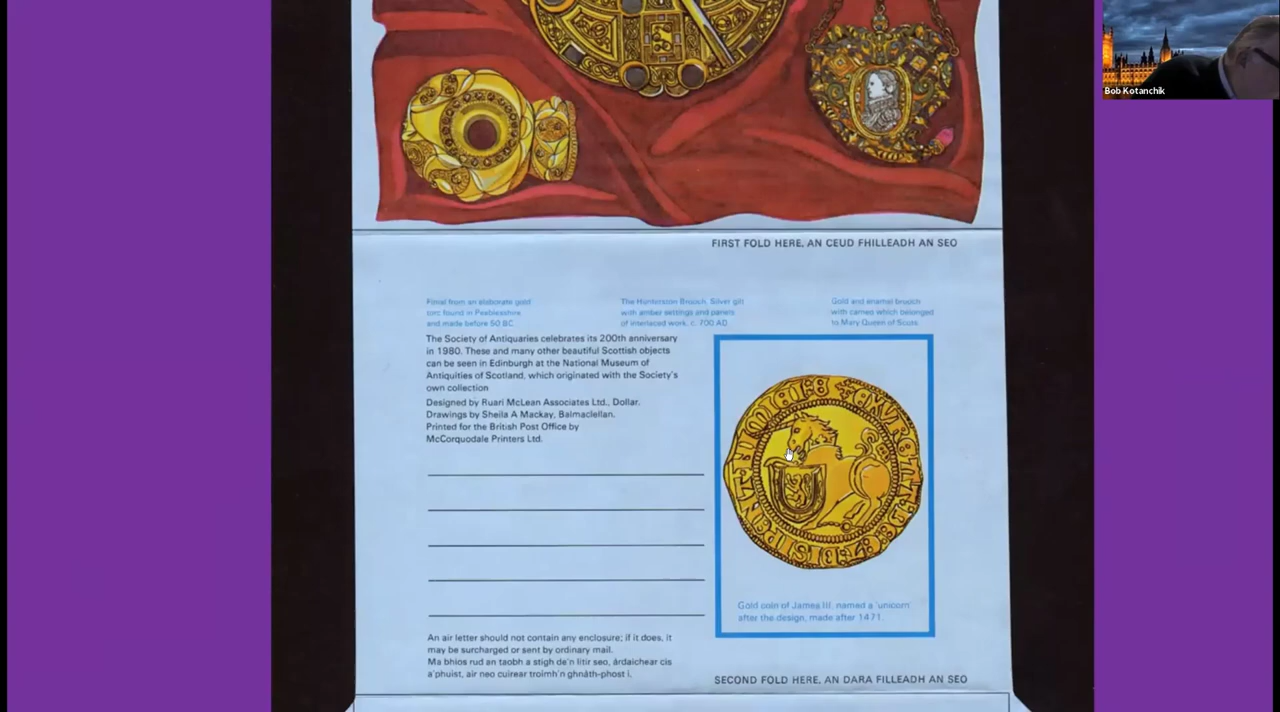 Bob Kotanchik
FIRST FOLD HERE, AN CEUD FHILLEADH AN SEO
Finial from an elaborate gold
torc found in Peeblesshire
and made before 50 BC
The Hunterston Brooch, Silver gilt
with amber settings and panels
of interlaced work, c. 700 AD
Gold and enamel brooch
with cameo which belonged
to Mary Queen of Scots.
The Society of Antiquaries celebrates its 200th anniversary
in 1980. These and many other beautiful Scottish objects
can be seen in Edinburgh at the National Museum of
Antiquities of Scotland, which originated with the Society's
own collection
Designed by Ruari McLean Associates Ltd., Dollar.
Drawings by Sheila A Mackay, Balmaclellan.
Printed for the British Post Office by
McCorquodale Printers Ltd.
Gold coin of James III, named a 'unicorn'
after the design, made after 1471.
An air letter should not contain any enclosure; if it does, it
may be surcharged or sent by ordinary mail.
Ma bhios rud an taobh a stigh de'n litir seo, àrdaichear cis
a'phuist, air neo cuirear troimh'n ghnàth-phost i.
SECOND FOLD HERE, AN DARA FILLEADH AN SEO